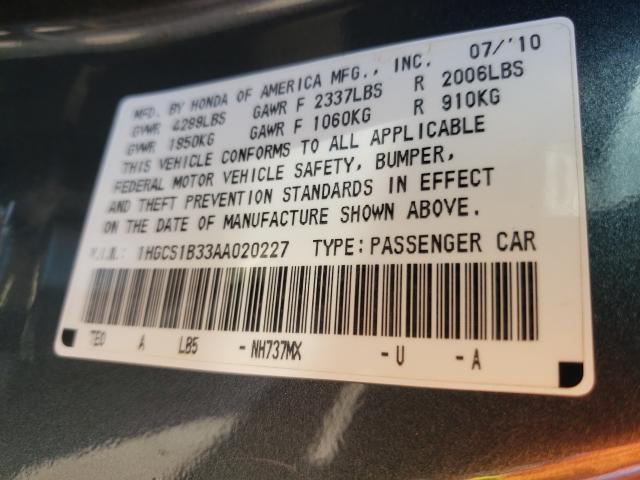 MFD. BY HONDA OF AMERICA MFG., INC. 07/'10
GVWR 4299LBS GAWR F 2337LBS R 2006LBS
GVWR 1950KG GAWR F 1060KG R 910KG
THIS VEHICLE CONFORMS TO ALL APPLICABLE
FEDERAL MOTOR VEHICLE SAFETY, BUMPER,
AND THEFT PREVENTION STANDARDS IN EFFECT
ON THE DATE OF MANUFACTURE SHOWN ABOVE.
V.I.N.: 1HGCS1B33AA020227 TYPE: PASSENGER CAR
TE0 A LB5 - NH737MX - U - A